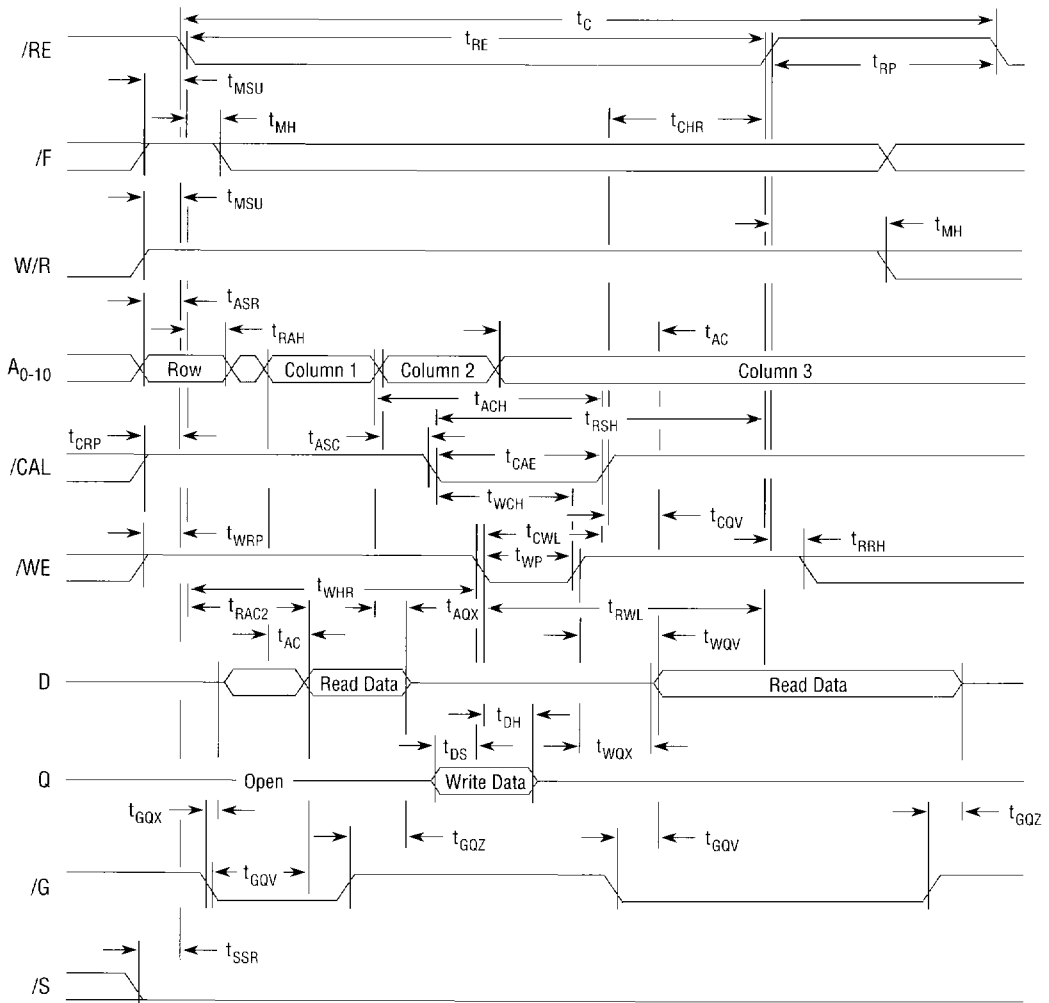 t_C
/RE
t_RE
t_RP
t_MSU
t_MH
t_CHR
/F
t_MSU
t_MH
W/R
t_ASR
t_RAH
t_AC
A_0-10
Row
Column 1
Column 2
Column 3
t_ACH
t_RSH
t_CRP
t_ASC
t_CAE
/CAL
t_WCH
t_CQV
t_WRP
t_CWL
t_WP
t_RRH
/WE
t_WHR
t_RAC2
t_AQX
t_RWL
t_AC
t_WQV
D
Read Data
Read Data
t_DH
t_DS
t_WQX
Q
Open
Write Data
t_GQX
t_GQZ
t_GQV
t_GQZ
t_GQV
/G
t_SSR
/S